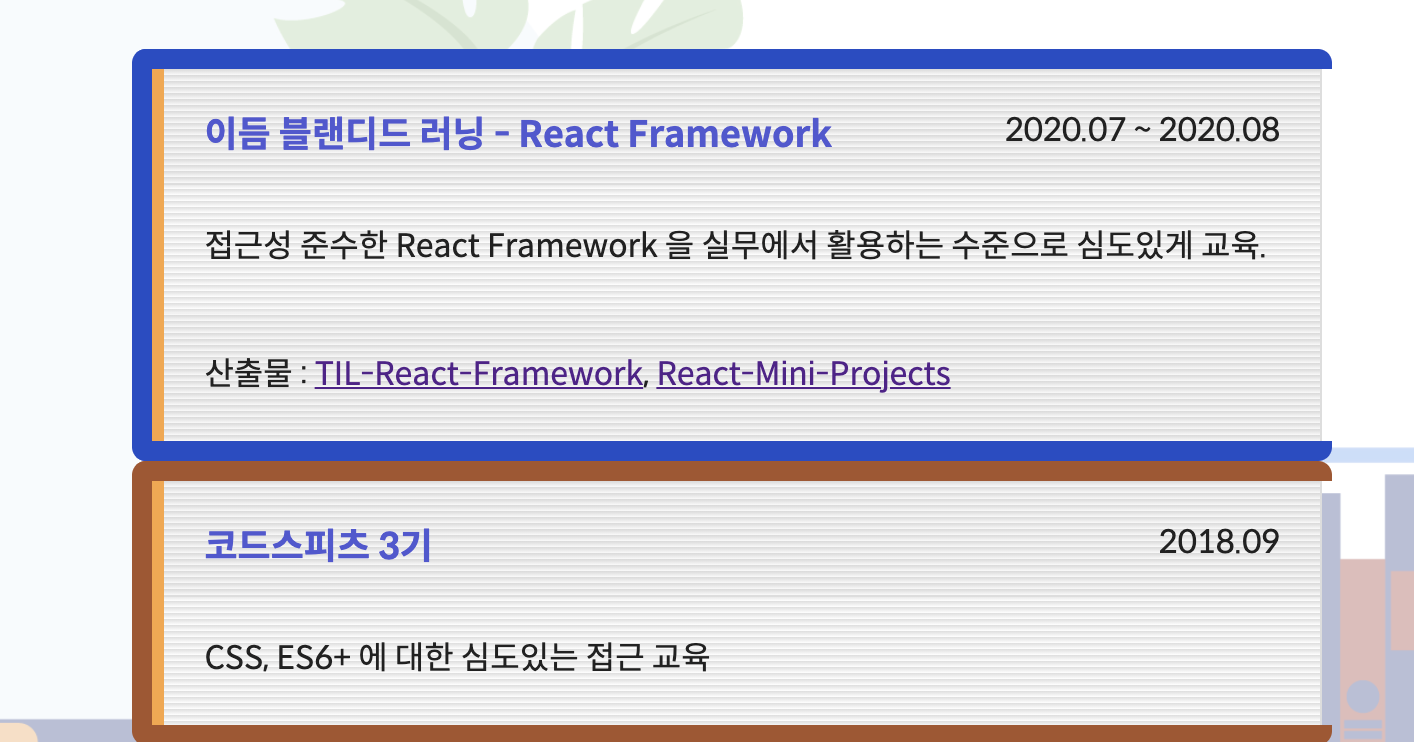 이듬 블랜디드 러닝 - React Framework 2020.07 ~ 2020.08
접근성 준수한 React Framework 을 실무에서 활용하는 수준으로 심도있게 교육.
산출물 : TIL-React-Framework, React-Mini-Projects
코드스피츠 3기 2018.09
CSS, ES6+ 에 대한 심도있는 접근 교육